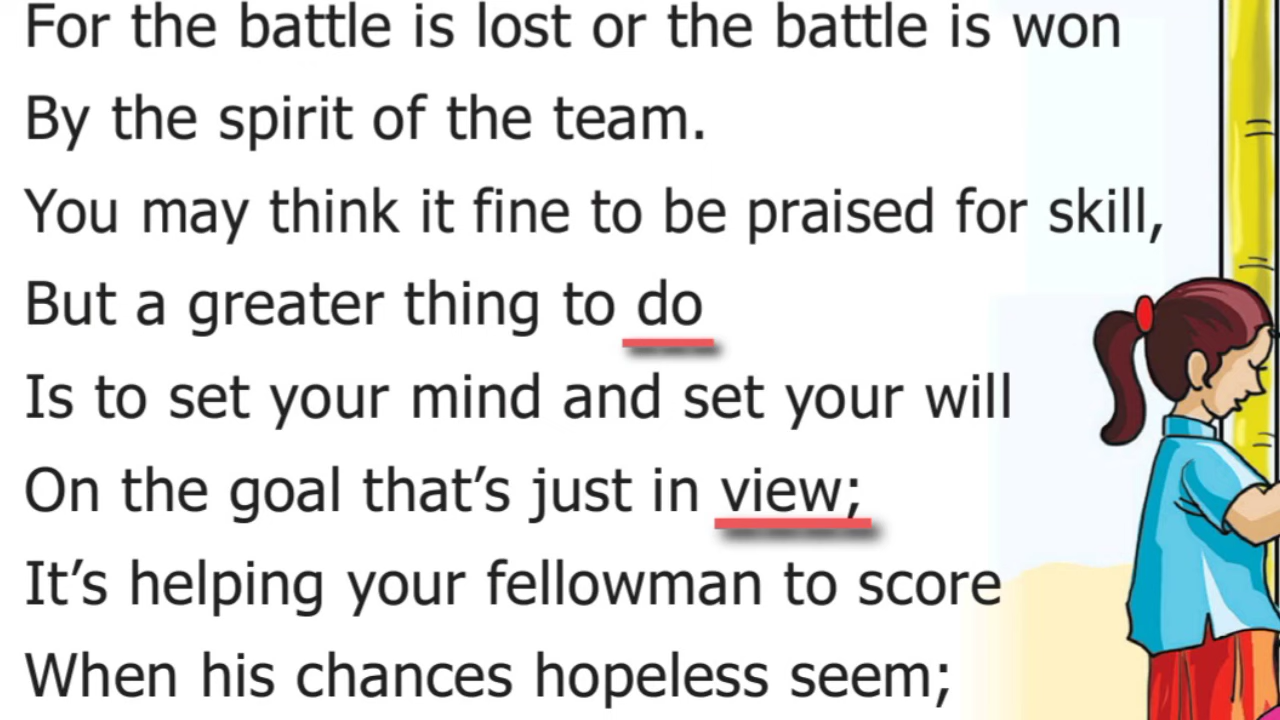 For the battle is lost or the battle is won
By the spirit of the team.
You may think it fine to be praised for skill,
But a greater thing to do
Is to set your mind and set your will
On the goal that’s just in view;
It’s helping your fellowman to score
When his chances hopeless seem;